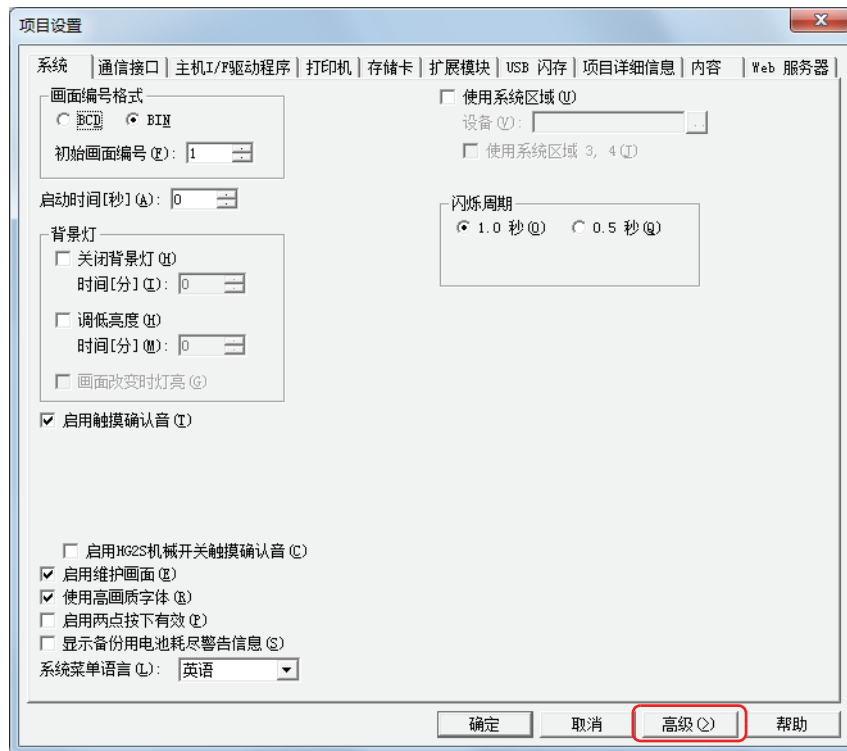 项目设置
系统 通信接口 主机I/F驱动程序 打印机 存储卡 扩展模块 USB 闪存 项目详细信息 内容 Web 服务器
画面编号格式
BCD BIN
初始画面编号(F): 1
启动时间[秒](A): 0
背景灯
关闭背景灯(H)
时间[分](I): 0
调低亮度(H)
时间[分](M): 0
画面改变时灯亮(G)
启用触摸确认音(T)
启用HG2S机械开关触摸确认音(C)
启用维护画面(E)
使用高画质字体(R)
启用两点按下有效(P)
显示备份用电池耗尽警告信息(S)
系统菜单语言(L): 英语
使用系统区域(U)
设备(V): ..
使用系统区域 3, 4(J)
闪烁周期
1.0 秒(O) 0.5 秒(Q)
确定 取消 高级(>) 帮助